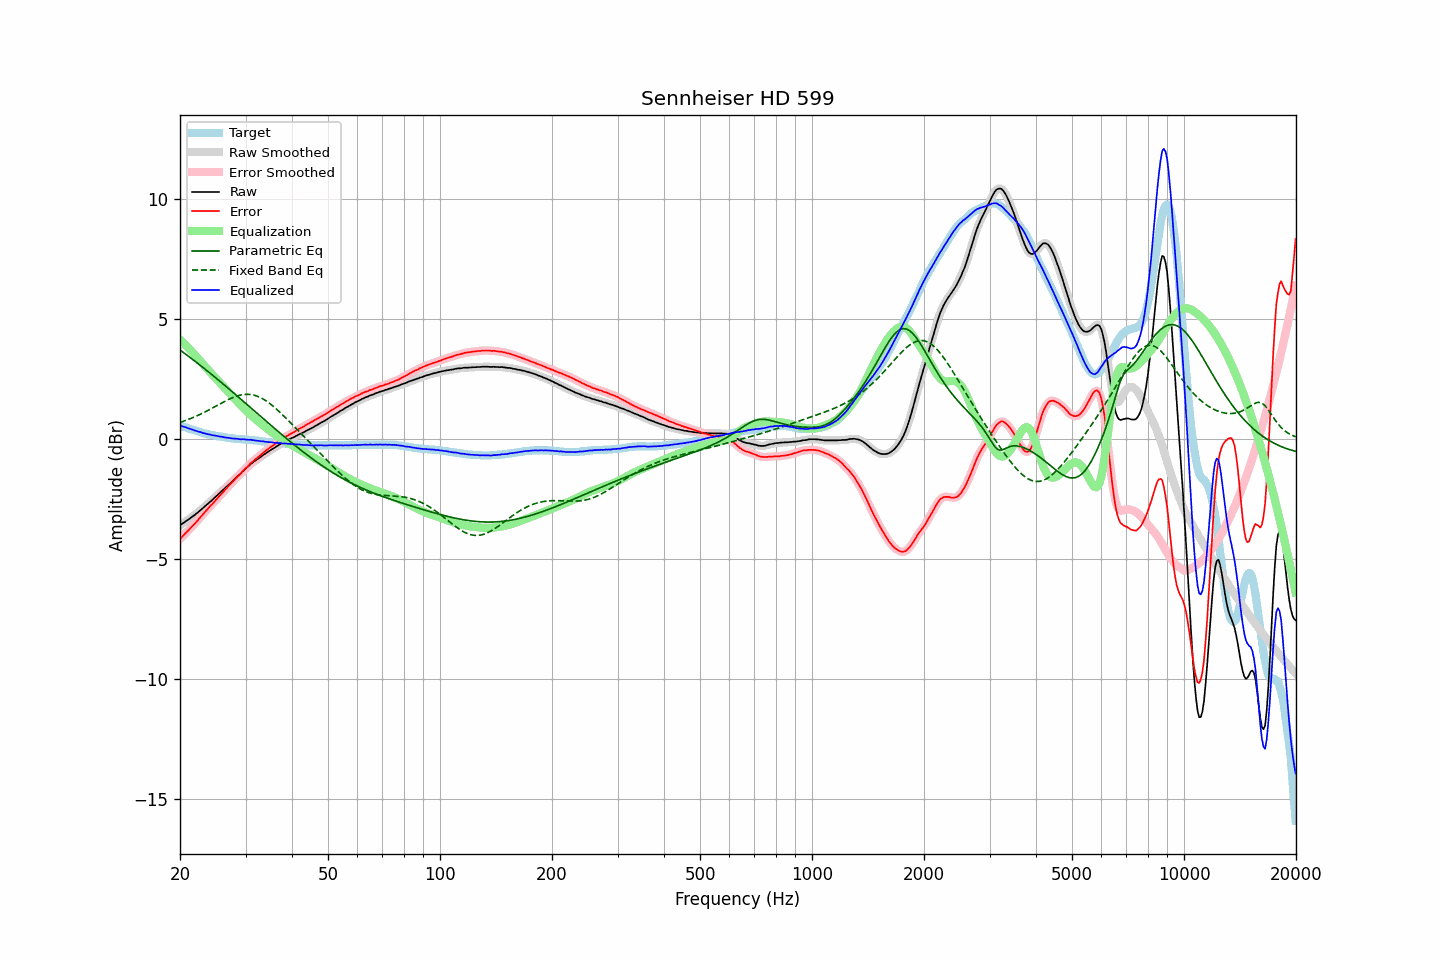 Sennheiser HD 599
Target
Raw Smoothed
Error Smoothed
Raw
Error
Equalization
Parametric Eq
Fixed Band Eq
Equalized
10
5
0
−5
−10
−15
Amplitude (dBr)
20 50 100 200 500 1000 2000 5000 10000 20000
Frequency (Hz)